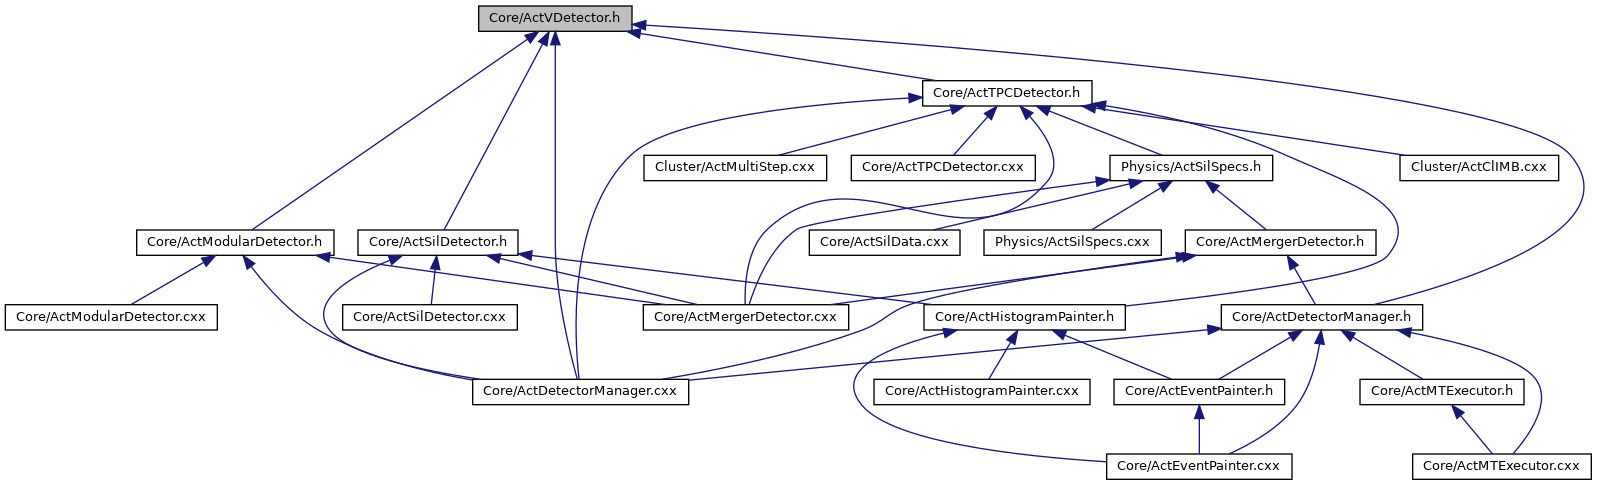 Core/ActVDetector.h
Core/ActTPCDetector.h
Cluster/ActMultiStep.cxx
Core/ActTPCDetector.cxx
Physics/ActSilSpecs.h
Cluster/ActClIMB.cxx
Core/ActModularDetector.h
Core/ActSilDetector.h
Core/ActSilData.cxx
Physics/ActSilSpecs.cxx
Core/ActMergerDetector.h
Core/ActModularDetector.cxx
Core/ActSilDetector.cxx
Core/ActMergerDetector.cxx
Core/ActHistogramPainter.h
Core/ActDetectorManager.h
Core/ActDetectorManager.cxx
Core/ActHistogramPainter.cxx
Core/ActEventPainter.h
Core/ActMTExecutor.h
Core/ActEventPainter.cxx
Core/ActMTExecutor.cxx